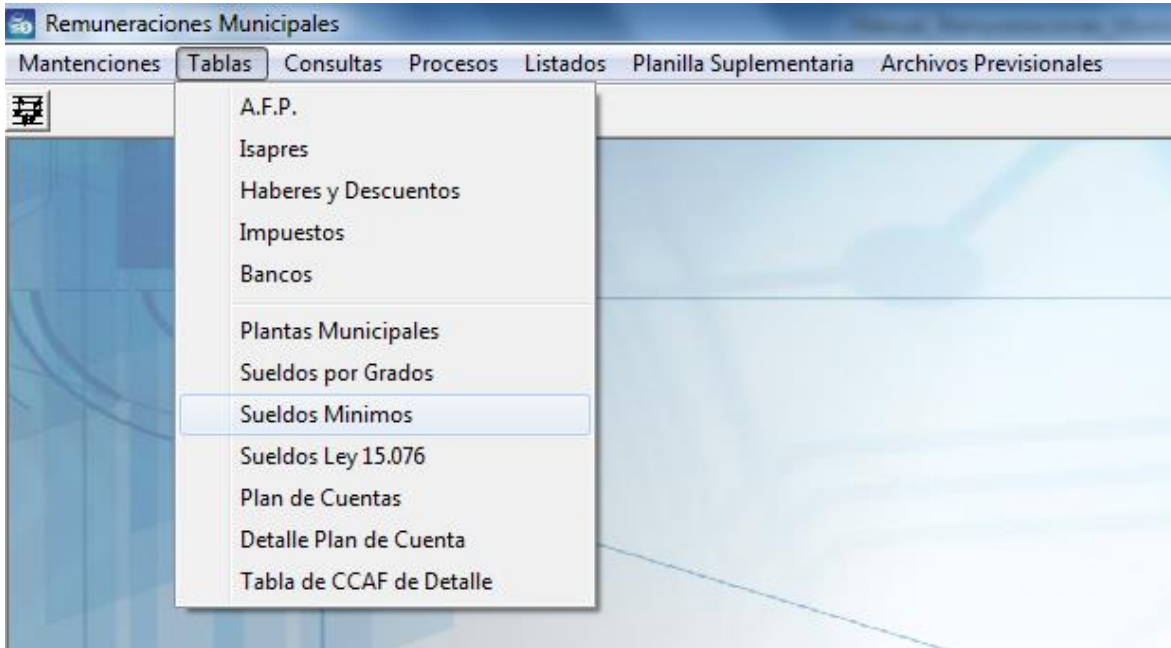 Remuneraciones Municipales
Mantenciones Tablas Consultas Procesos Listados Planilla Suplementaria Archivos Previsionales
A.F.P.
Isapres
Haberes y Descuentos
Impuestos
Bancos
Plantas Municipales
Sueldos por Grados
Sueldos Minimos
Sueldos Ley 15.076
Plan de Cuentas
Detalle Plan de Cuenta
Tabla de CCAF de Detalle